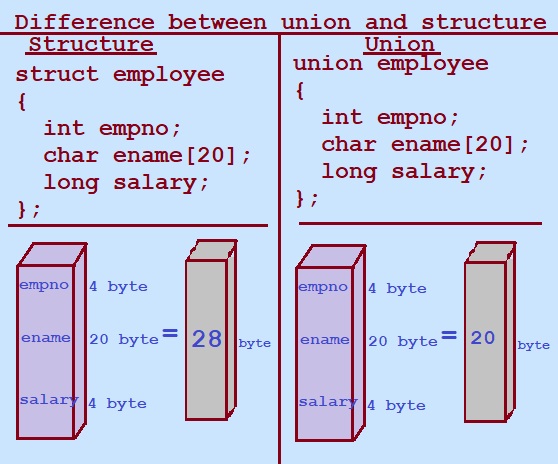 Difference between union and structure
Structure
struct employee
{
int empno;
char ename[20];
long salary;
};
empno 4 byte
ename 20 byte = 28 byte
salary 4 byte
Union
union employee
{
int empno;
char ename[20];
long salary;
};
empno 4 byte
ename 20 byte = 20 byte
salary 4 byte